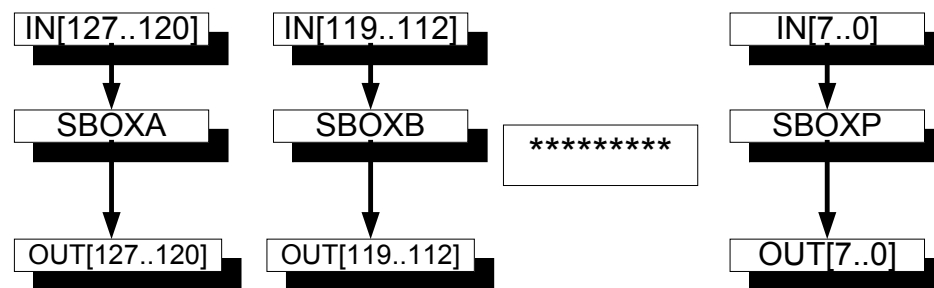 IN[127..120] IN[119..112] IN[7..0]
SBOXA SBOXB SBOXP
*********
OUT[127..120] OUT[119..112] OUT[7..0]